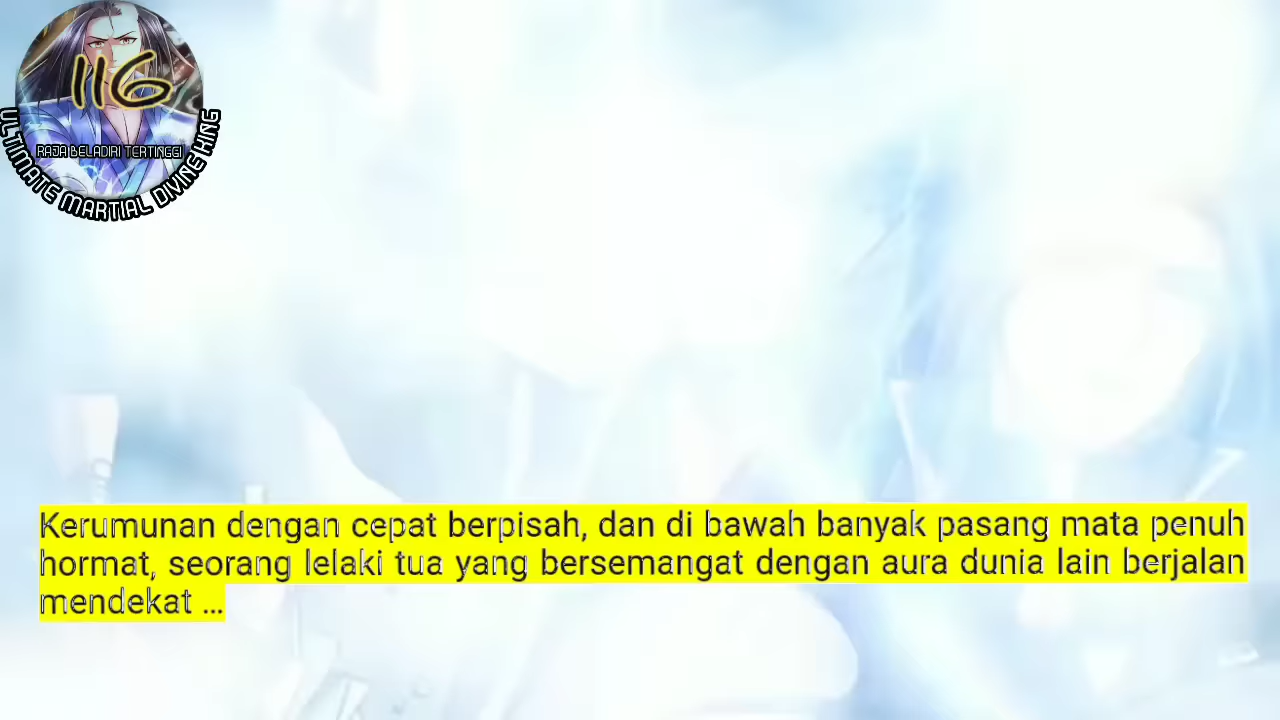 116
RAJA BELADIRI TERTINGGI
ULTIMATE MARTIAL DIVINE KING
Kerumunan dengan cepat berpisah, dan di bawah banyak pasang mata penuh
hormat, seorang lelaki tua yang bersemangat dengan aura dunia lain berjalan
mendekat ...